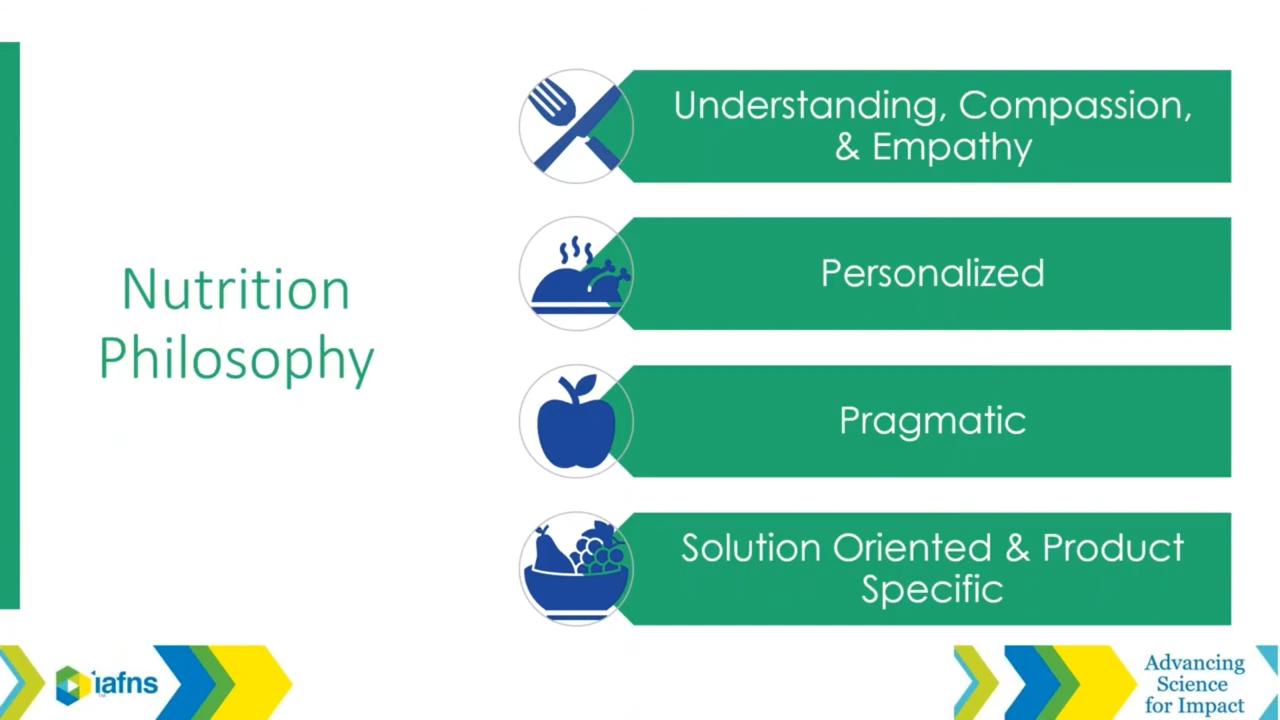 Nutrition
Philosophy
Understanding, Compassion,
& Empathy
Personalized
Pragmatic
Solution Oriented & Product
Specific
iafns
Advancing
Science
for Impact